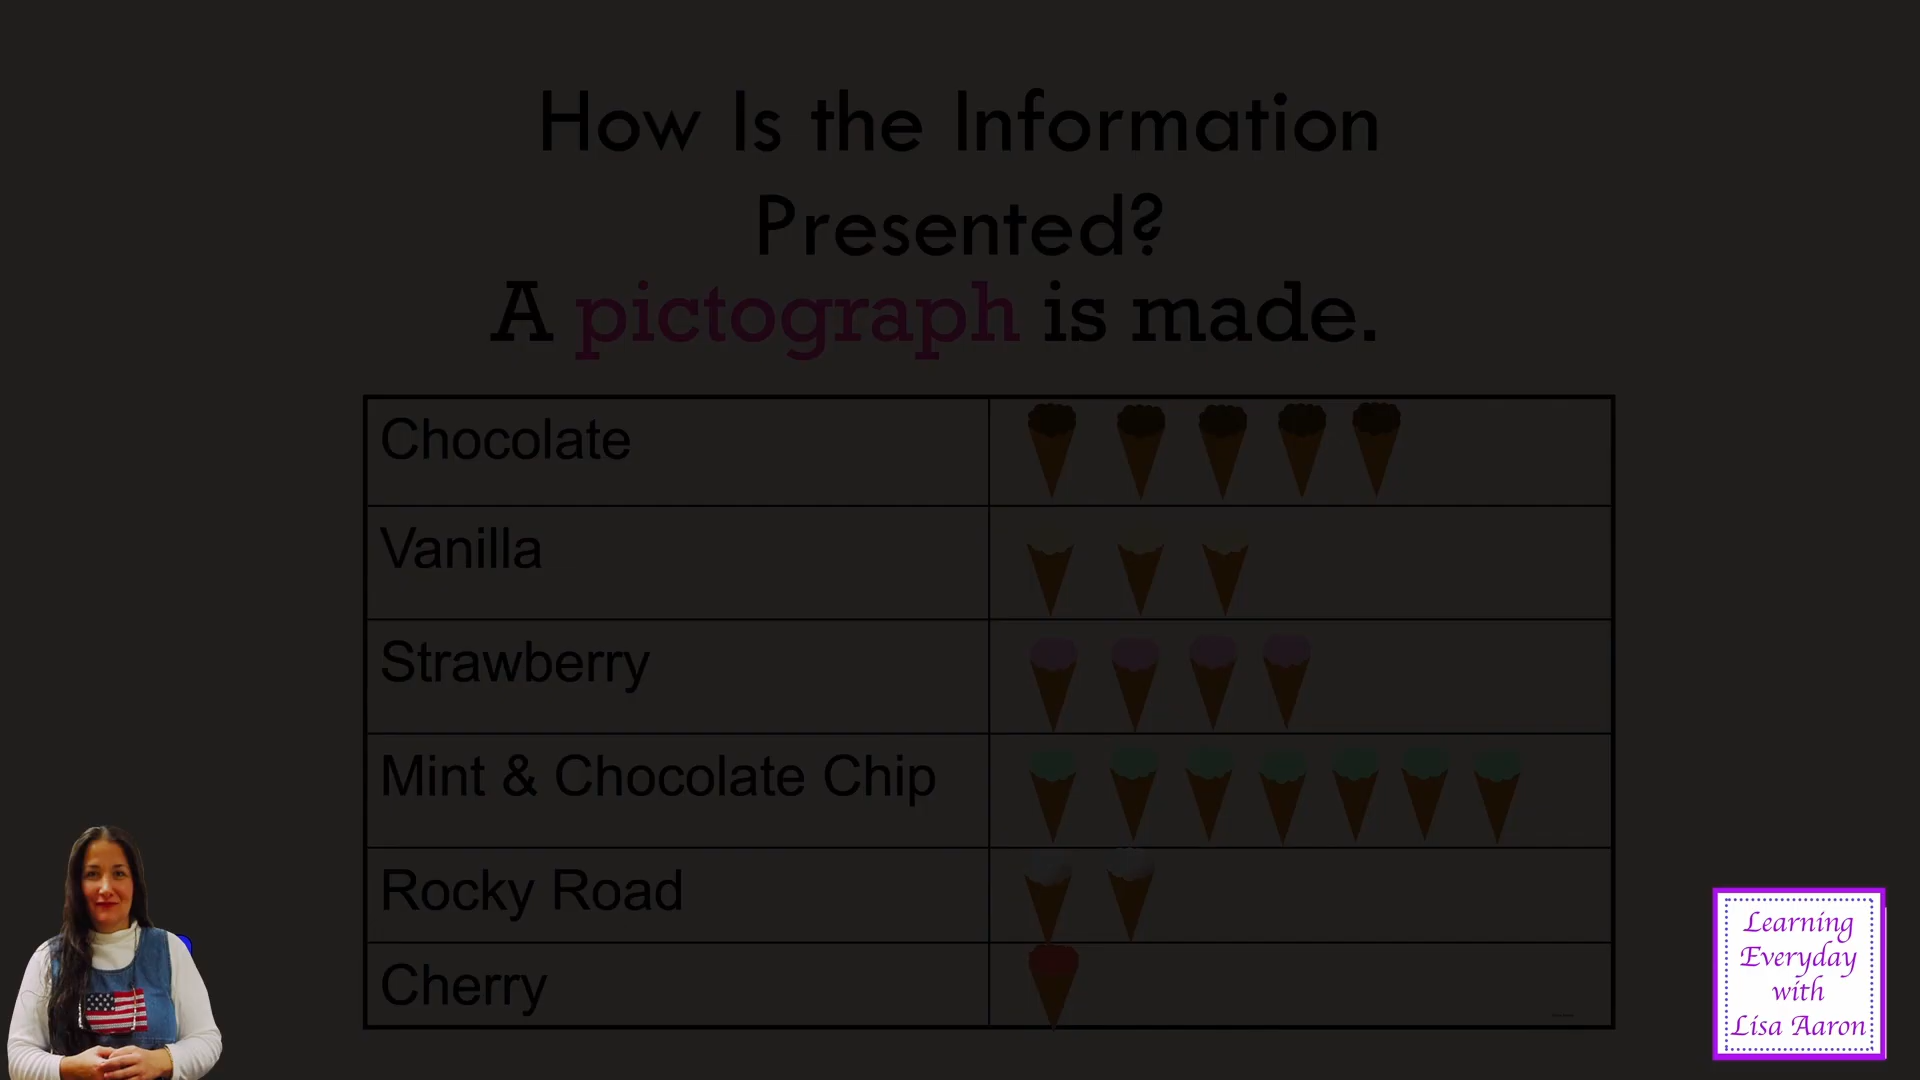 How Is the Information
Presented?
A pictograph is made.
Chocolate
Vanilla
Strawberry
Mint & Chocolate Chip
Rocky Road
Cherry
Learning
Everyday
with
Lisa Aaron